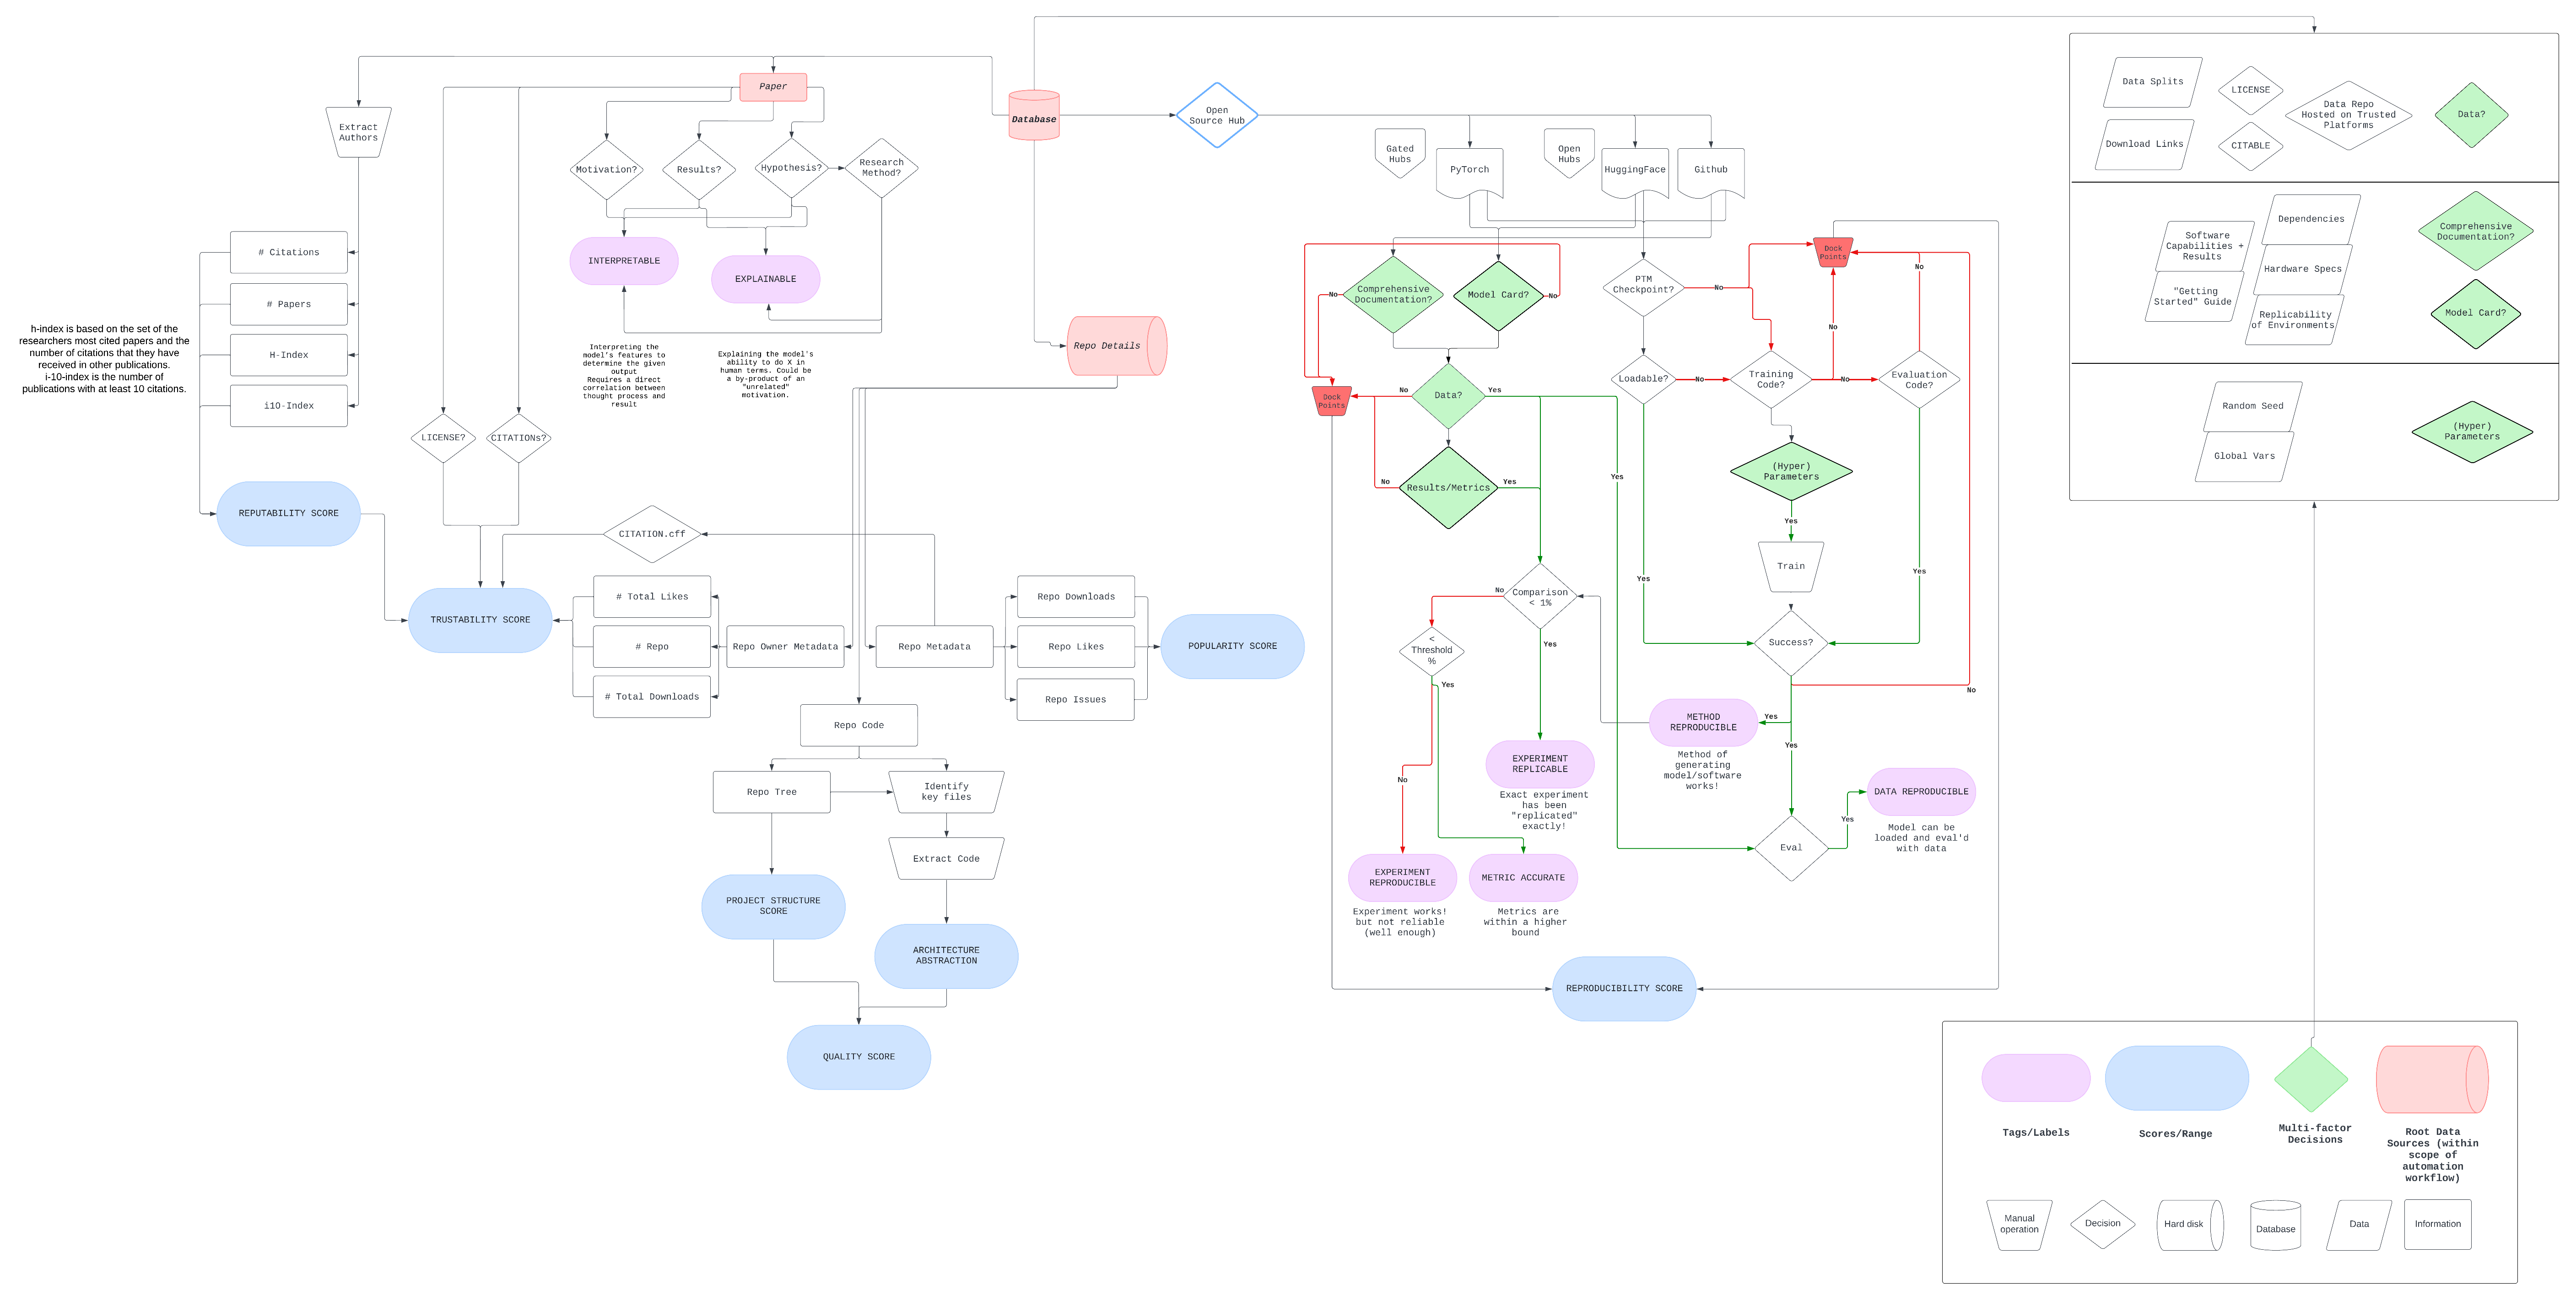 Paper
Extract
Authors
Database
Open
Source Hub
Motivation?
Results?
Hypothesis?
Research
Method?
Gated
Hubs
PyTorch
Open
Hubs
HuggingFace
Github
Data Splits
LICENSE
Data Repo
Hosted on Trusted
Platforms
Data?
Download Links
CITABLE
# Citations
# Papers
H-Index
i10-Index
h-index is based on the set of the
researchers most cited papers and the
number of citations that they have
received in other publications.
i-10-index is the number of
publications with at least 10 citations.
INTERPRETABLE
EXPLAINABLE
Interpreting the
model's features to
determine the given
output
Requires a direct
correlation between
thought process and
result
Explaining the model's
ability to do X in
human terms. Could be
a by-product of an
"unrelated"
motivation.
Repo Details
LICENSE?
CITATIONs?
REPUTABILITY SCORE
CITATION.cff
TRUSTABILITY SCORE
# Total Likes
# Repo
# Total Downloads
Repo Owner Metadata
Repo Metadata
Repo Downloads
Repo Likes
Repo Issues
POPULARITY SCORE
Repo Code
Repo Tree
Identify
key files
Extract Code
PROJECT STRUCTURE
SCORE
ARCHITECTURE
ABSTRACTION
QUALITY SCORE
Comprehensive
Documentation?
No
Model Card?
No
PTM
Checkpoint?
No
Dock
Points
No
No
Dock
Points
No
Data?
Yes
Loadable?
No
Training
Code?
No
Evaluation
Code?
No
Results/Metrics
Yes
Yes
(Hyper)
Parameters
Yes
Train
Yes
Yes
Comparison
< 1%
No
Yes
<
Threshold
%
Yes
No
Success?
No
Yes
Yes
METHOD
REPRODUCIBLE
Method of
generating
model/software
works!
EXPERIMENT
REPLICABLE
Exact experiment
has been
"replicated"
exactly!
EXPERIMENT
REPRODUCIBLE
Experiment works!
but not reliable
(well enough)
METRIC ACCURATE
Metrics are
within a higher
bound
Eval
Yes
DATA REPRODUCIBLE
Model can be
loaded and eval'd
with data
REPRODUCIBILITY SCORE
Software
Capabilities +
Results
"Getting
Started" Guide
Dependencies
Hardware Specs
Replicability
of Environments
Comprehensive
Documentation?
Model Card?
Random Seed
Global Vars
(Hyper)
Parameters
Tags/Labels
Scores/Range
Multi-factor
Decisions
Root Data
Sources (within
scope of
automation
workflow)
Manual
operation
Decision
Hard disk
Database
Data
Information